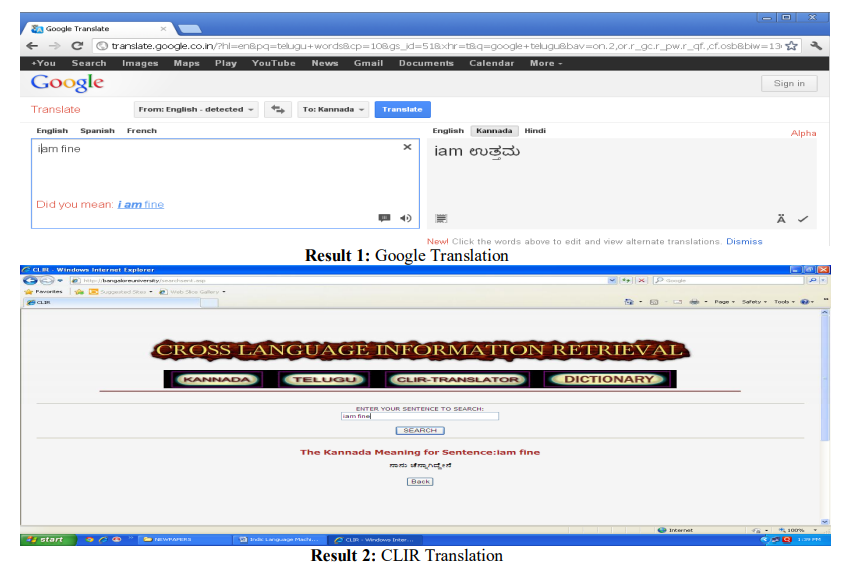 Google Translate
translate.google.co.in/?hl=en&pq=telugu+words&cp=10&gs_id=51&xhr=t&q=google+telugu&bav=on.2,or.r_gc.r_pw.r_qf.,cf.osb&biw=13
+You Search Images Maps Play YouTube News Gmail Documents Calendar More -
Google Sign in
Translate From: English - detected To: Kannada Translate
English Spanish French English Kannada Hindi Alpha
iam fine iam ಉತ್ತಮ
Did you mean: i am fine
Ä
New! Click the words above to edit and view alternate translations. Dismiss
Result 1: Google Translation
CLIR - Windows Internet Explorer
http://bangaloreuniversity/searchsent.asp Google
Favorites Suggested Sites Web Slice Gallery
CLIR Page Safety Tools
CROSS LANGUAGE INFORMATION RETRIEVAL
KANNADA TELUGU CLIR-TRANSLATOR DICTIONARY
ENTER YOUR SENTENCE TO SEARCH:
iam fine
SEARCH
The Kannada Meaning for Sentence:iam fine
ನಾನು ಚೆನ್ನಾಗಿದ್ದೇನೆ
Back
Internet 100%
start NEWPAPERS Indic Language Machi... CLIR - Windows Inter... 1:39 PM
Result 2: CLIR Translation